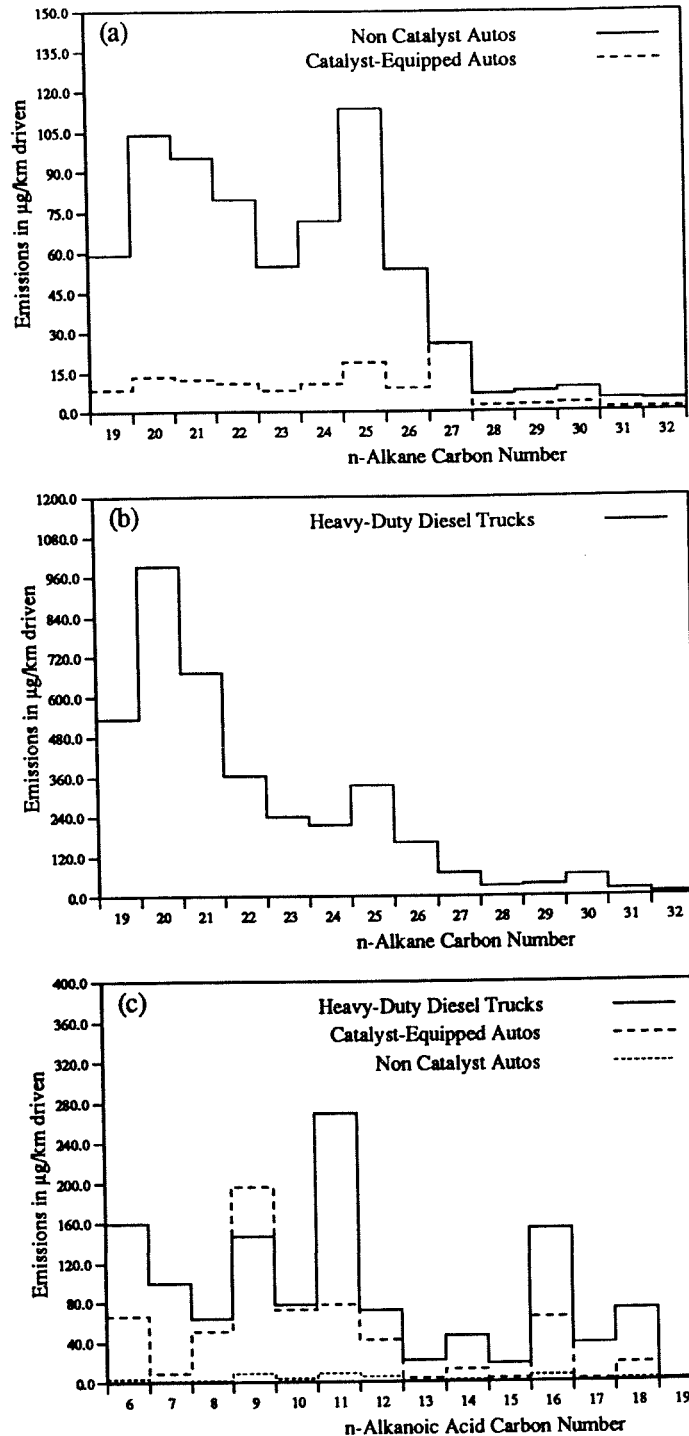 (a)
Non Catalyst Autos
Catalyst-Equipped Autos
Emissions in µg/km driven
150.0
135.0
120.0
105.0
90.0
75.0
60.0
45.0
30.0
15.0
0.0
19 20 21 22 23 24 25 26 27 28 29 30 31 32
n-Alkane Carbon Number
(b)
Heavy-Duty Diesel Trucks
Emissions in µg/km driven
1200.0
1080.0
960.0
840.0
720.0
600.0
480.0
360.0
240.0
120.0
0.0
19 20 21 22 23 24 25 26 27 28 29 30 31 32
n-Alkane Carbon Number
(c)
Heavy-Duty Diesel Trucks
Catalyst-Equipped Autos
Non Catalyst Autos
Emissions in µg/km driven
400.0
360.0
320.0
280.0
240.0
200.0
160.0
120.0
80.0
40.0
0.0
6 7 8 9 10 11 12 13 14 15 16 17 18 19
n-Alkanoic Acid Carbon Number